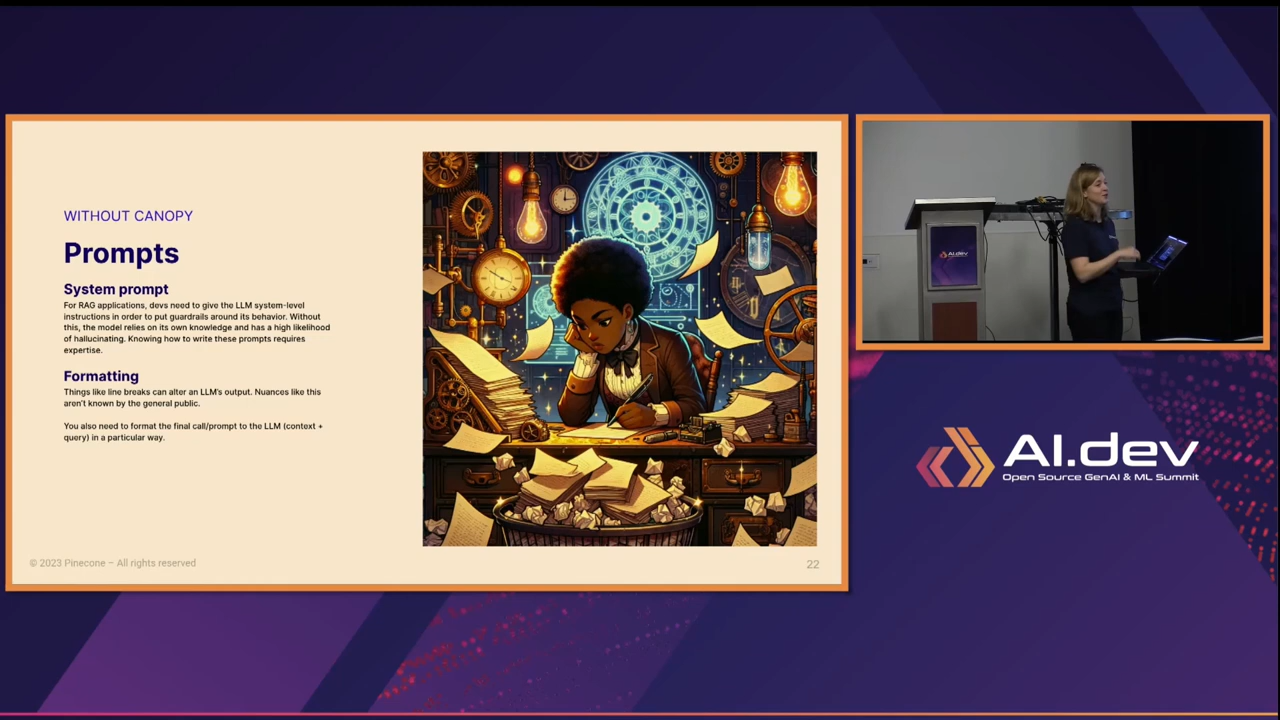 WITHOUT CANOPY
Prompts
System prompt
For RAG applications, devs need to give the LLM system-level
instructions in order to put guardrails around its behavior. Without
this, the model relies on its own knowledge and has a high likelihood
of hallucinating. Knowing how to write these prompts requires
expertise.
Formatting
Things like line breaks can alter an LLM's output. Nuances like this
aren't known by the general public.
You also need to format the final call/prompt to the LLM (context +
query) in a particular way.
© 2023 Pinecone – All rights reserved
22
AI.dev
AI.dev
Open Source GenAI & ML Summit